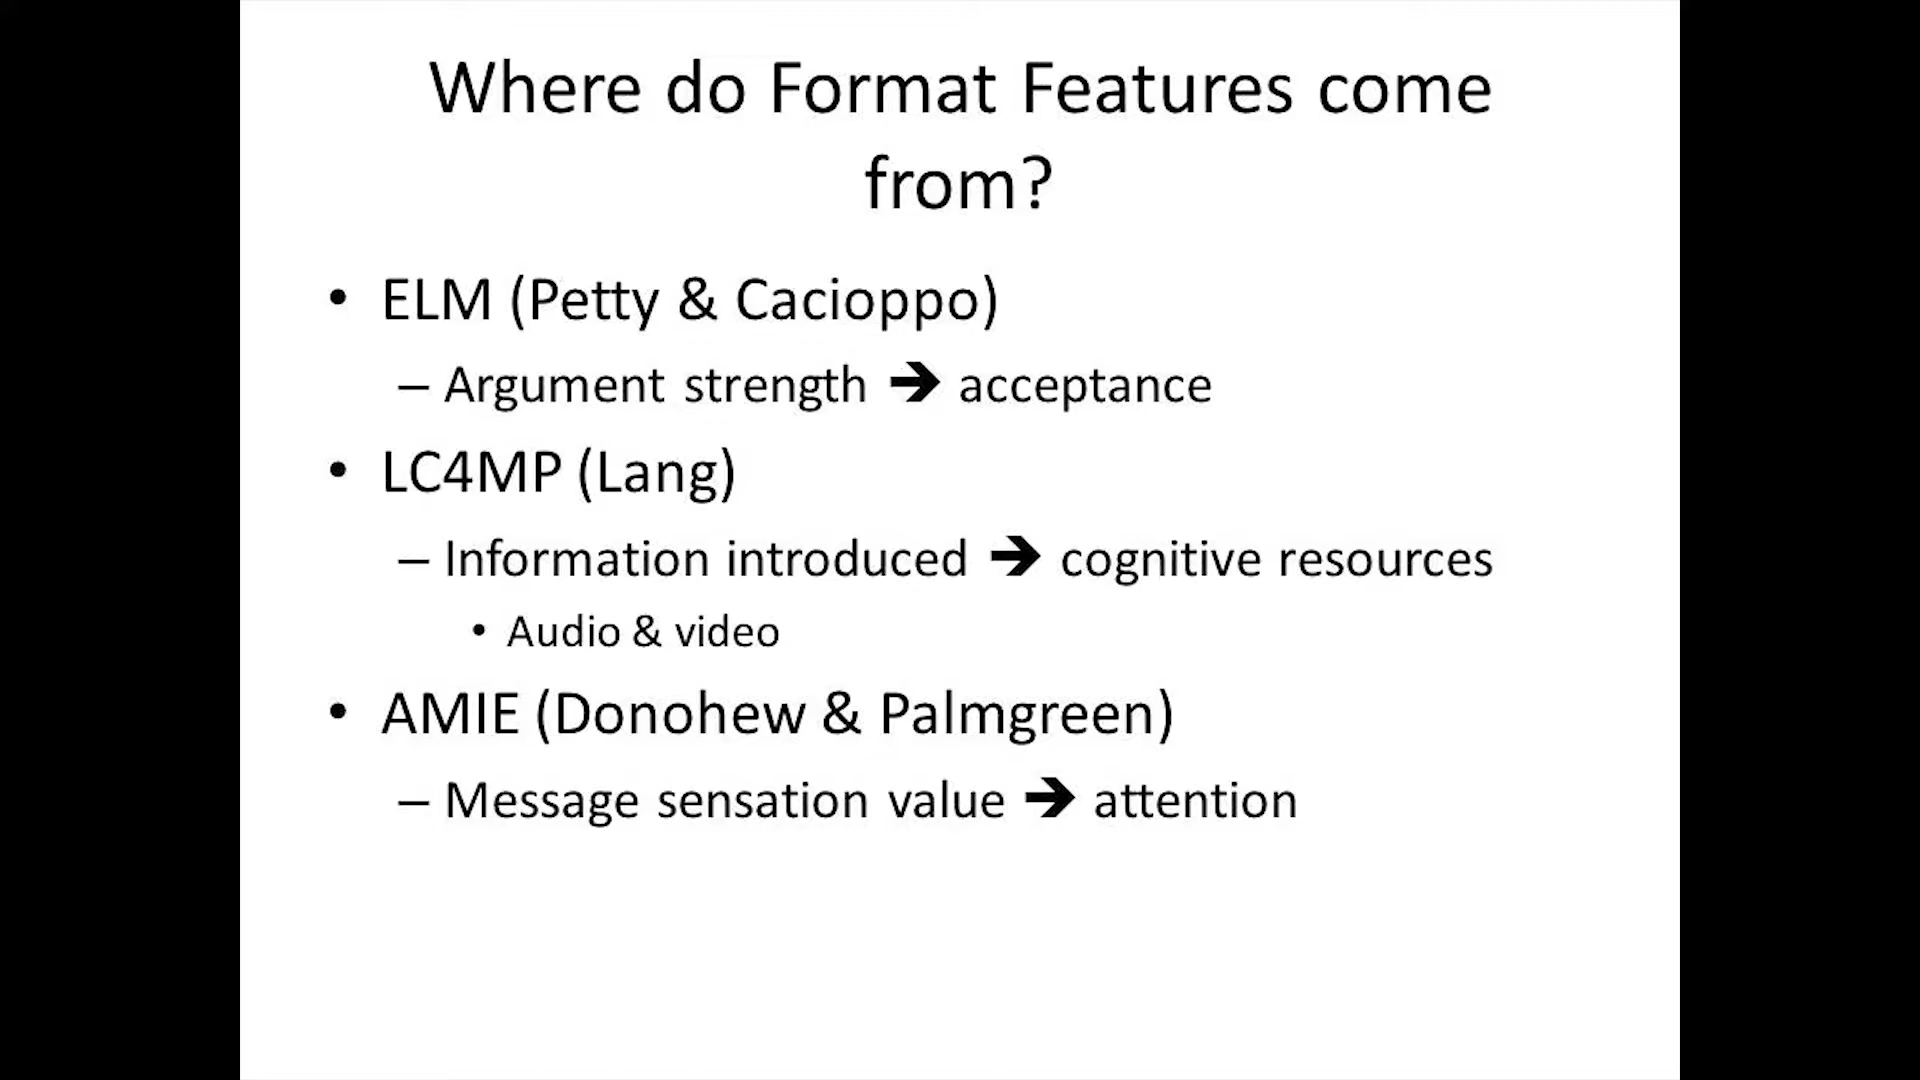 Where do Format Features come
from?
• ELM (Petty & Cacioppo)
– Argument strength ➔ acceptance
• LC4MP (Lang)
– Information introduced ➔ cognitive resources
• Audio & video
• AMIE (Donohew & Palmgreen)
– Message sensation value ➔ attention